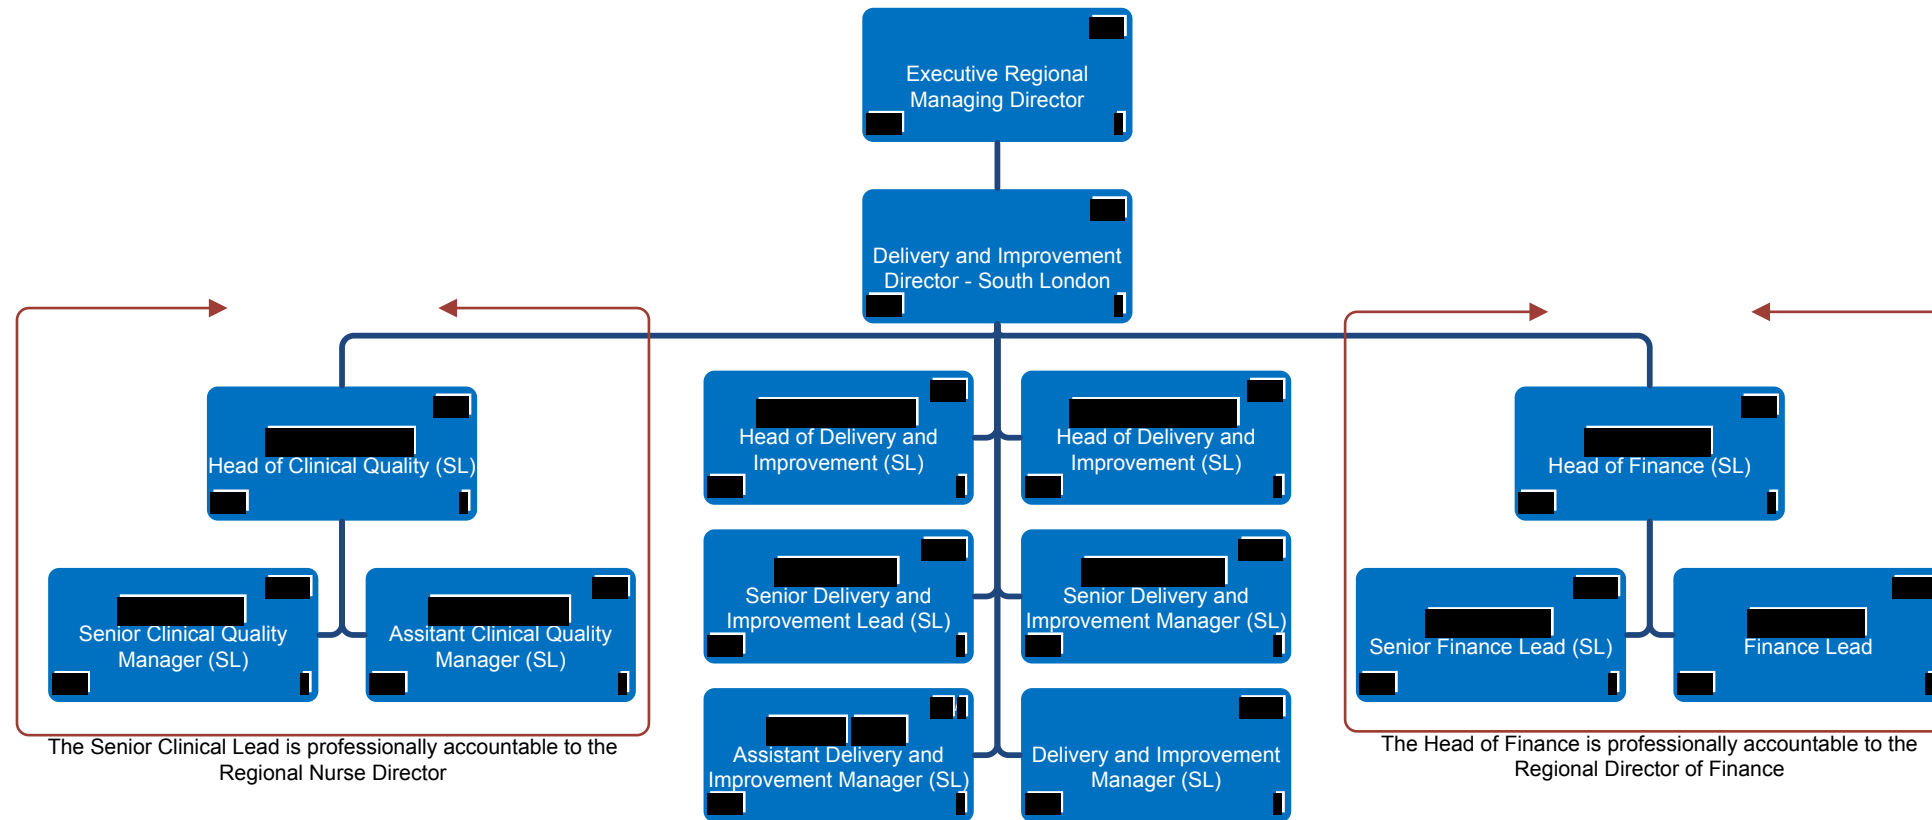 Executive Regional
Managing Director
Delivery and Improvement
Director - South London
Head of Clinical Quality (SL)
Head of Delivery and
Improvement (SL)
Head of Delivery and
Improvement (SL)
Head of Finance (SL)
Senior Clinical Quality
Manager (SL)
Assitant Clinical Quality
Manager (SL)
Senior Delivery and
Improvement Lead (SL)
Senior Delivery and
Improvement Manager (SL)
Senior Finance Lead (SL)
Finance Lead
Assistant Delivery and
Improvement Manager (SL)
Delivery and Improvement
Manager (SL)
The Senior Clinical Lead is professionally accountable to the
Regional Nurse Director
The Head of Finance is professionally accountable to the
Regional Director of Finance